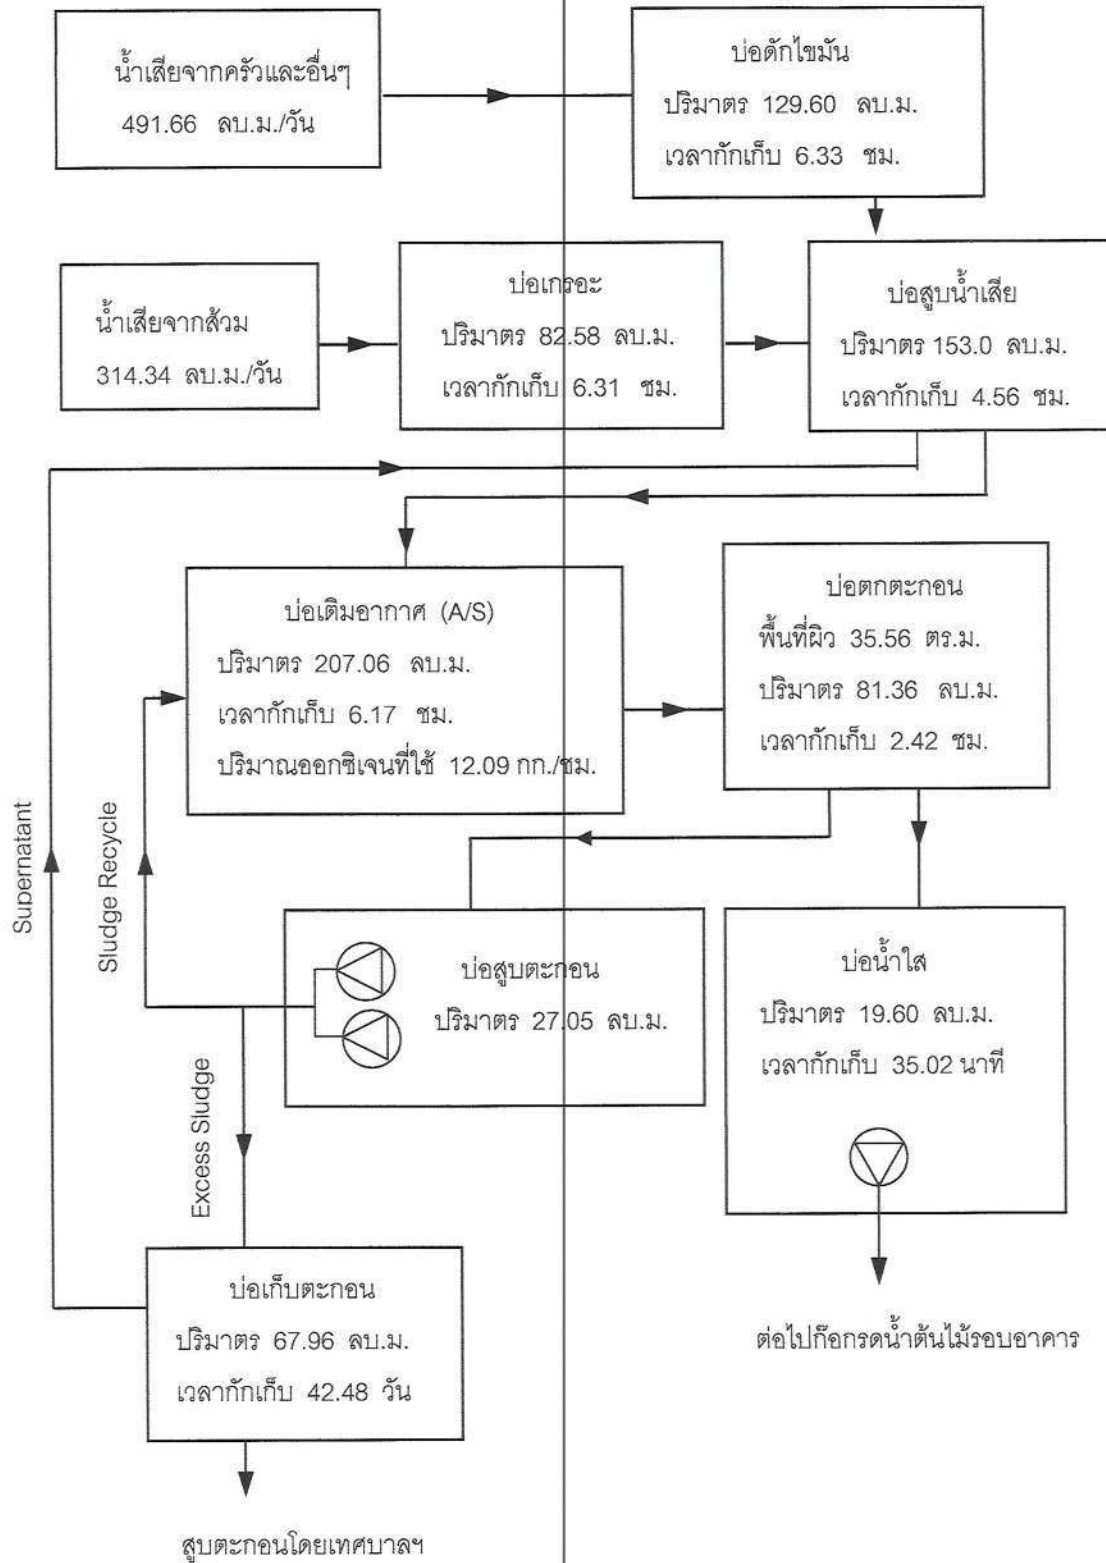 น้ำเสียจากครัวและอื่นๆ
491.66 ลบ.ม./วัน
บ่อดักไขมัน
ปริมาตร 129.60 ลบ.ม.
เวลากักเก็บ 6.33 ชม.
น้ำเสียจากส้วม
314.34 ลบ.ม./วัน
บ่อเกรอะ
ปริมาตร 82.58 ลบ.ม.
เวลากักเก็บ 6.31 ชม.
บ่อสูบน้ำเสีย
ปริมาตร 153.0 ลบ.ม.
เวลากักเก็บ 4.56 ชม.
บ่อเติมอากาศ (A/S)
ปริมาตร 207.06 ลบ.ม.
เวลากักเก็บ 6.17 ชม.
ปริมาณออกซิเจนที่ใช้ 12.09 กก./ชม.
บ่อตกตะกอน
พื้นที่ผิว 35.56 ตร.ม.
ปริมาตร 81.36 ลบ.ม.
เวลากักเก็บ 2.42 ชม.
Supernatant
Sludge Recycle
บ่อสูบตะกอน
ปริมาตร 27.05 ลบ.ม.
บ่อน้ำใส
ปริมาตร 19.60 ลบ.ม.
เวลากักเก็บ 35.02 นาที
Excess Sludge
บ่อเก็บตะกอน
ปริมาตร 67.96 ลบ.ม.
เวลากักเก็บ 42.48 วัน
ต่อไปก๊อกรดน้ำต้นไม้รอบอาคาร
สูบตะกอนโดยเทศบาลฯ